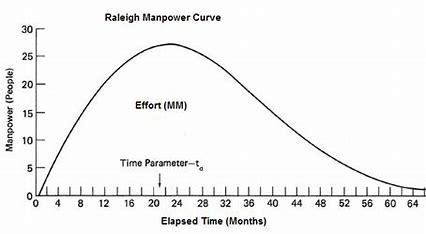 Raleigh Manpower Curve
30
25
20
15
10
5
0
Manpower (People)
Effort (MM)
Time Parameter—td
0 4 8 12 16 20 24 28 32 36 40 44 48 52 56 60 64
Elapsed Time (Months)